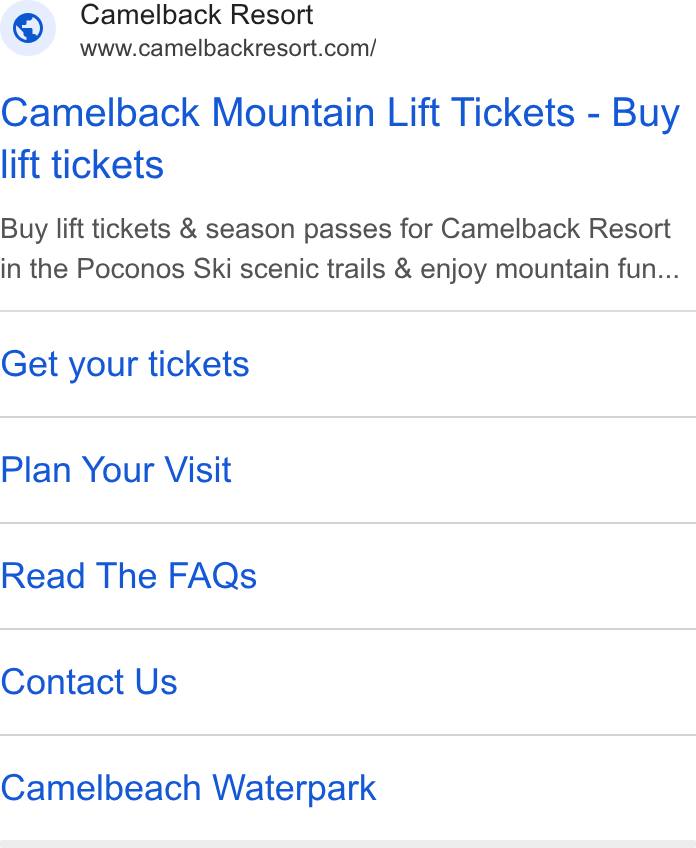 Camelback Resort
www.camelbackresort.com/
Camelback Mountain Lift Tickets - Buy
lift tickets
Buy lift tickets & season passes for Camelback Resort
in the Poconos Ski scenic trails & enjoy mountain fun...
Get your tickets
Plan Your Visit
Read The FAQs
Contact Us
Camelbeach Waterpark